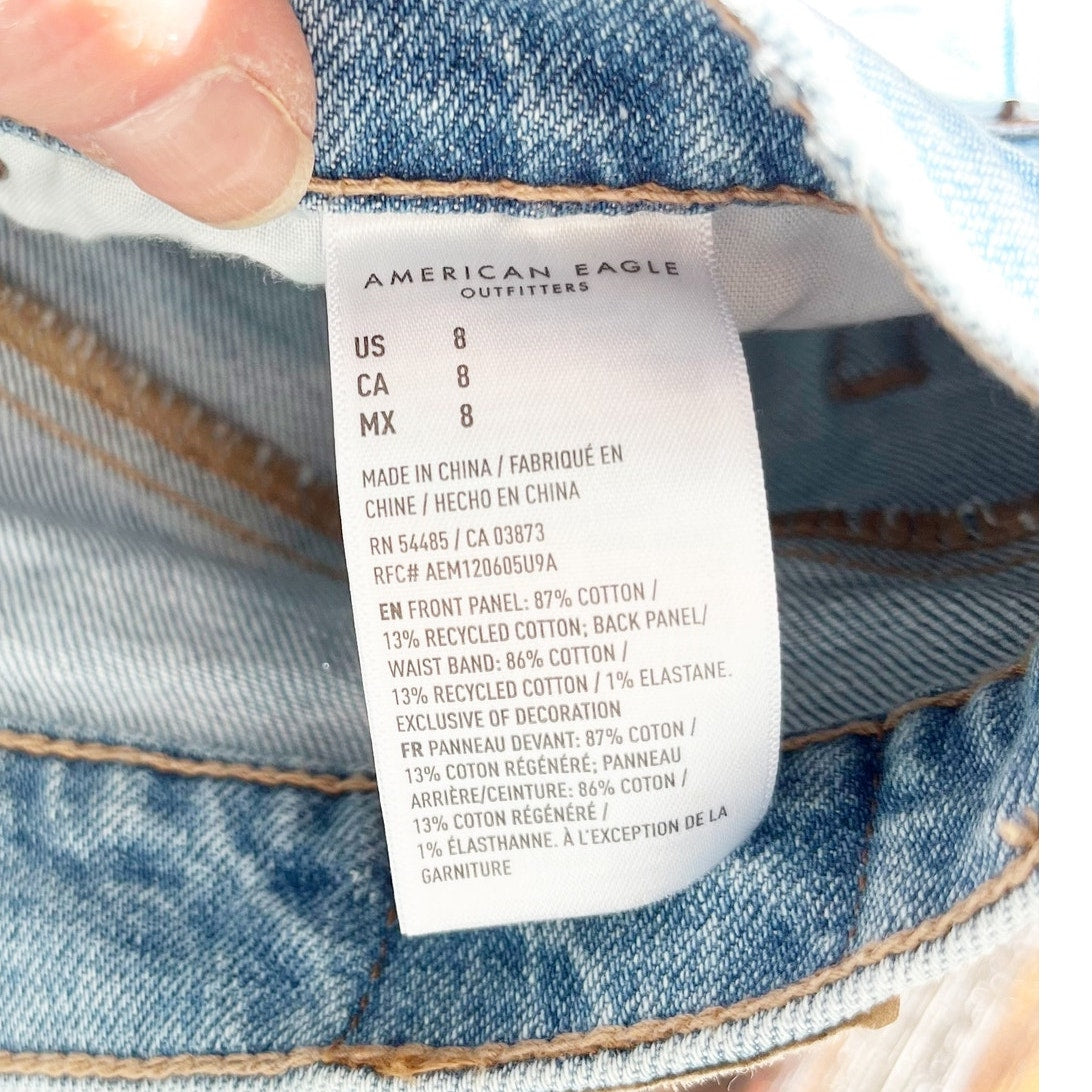 AMERICAN EAGLE
OUTFITTERS
US 8
CA 8
MX 8
MADE IN CHINA / FABRIQUÉ EN
CHINE / HECHO EN CHINA
RN 54485 / CA 03873
RFC# AEM120605U9A
EN FRONT PANEL: 87% COTTON /
13% RECYCLED COTTON; BACK PANEL/
WAIST BAND: 86% COTTON /
13% RECYCLED COTTON / 1% ELASTANE.
EXCLUSIVE OF DECORATION
FR PANNEAU DEVANT: 87% COTON /
13% COTON RÉGÉNÉRÉ; PANNEAU
ARRIÈRE/CEINTURE: 86% COTON /
13% COTON RÉGÉNÉRÉ /
1% ÉLASTHANNE. À L'EXCEPTION DE LA
GARNITURE